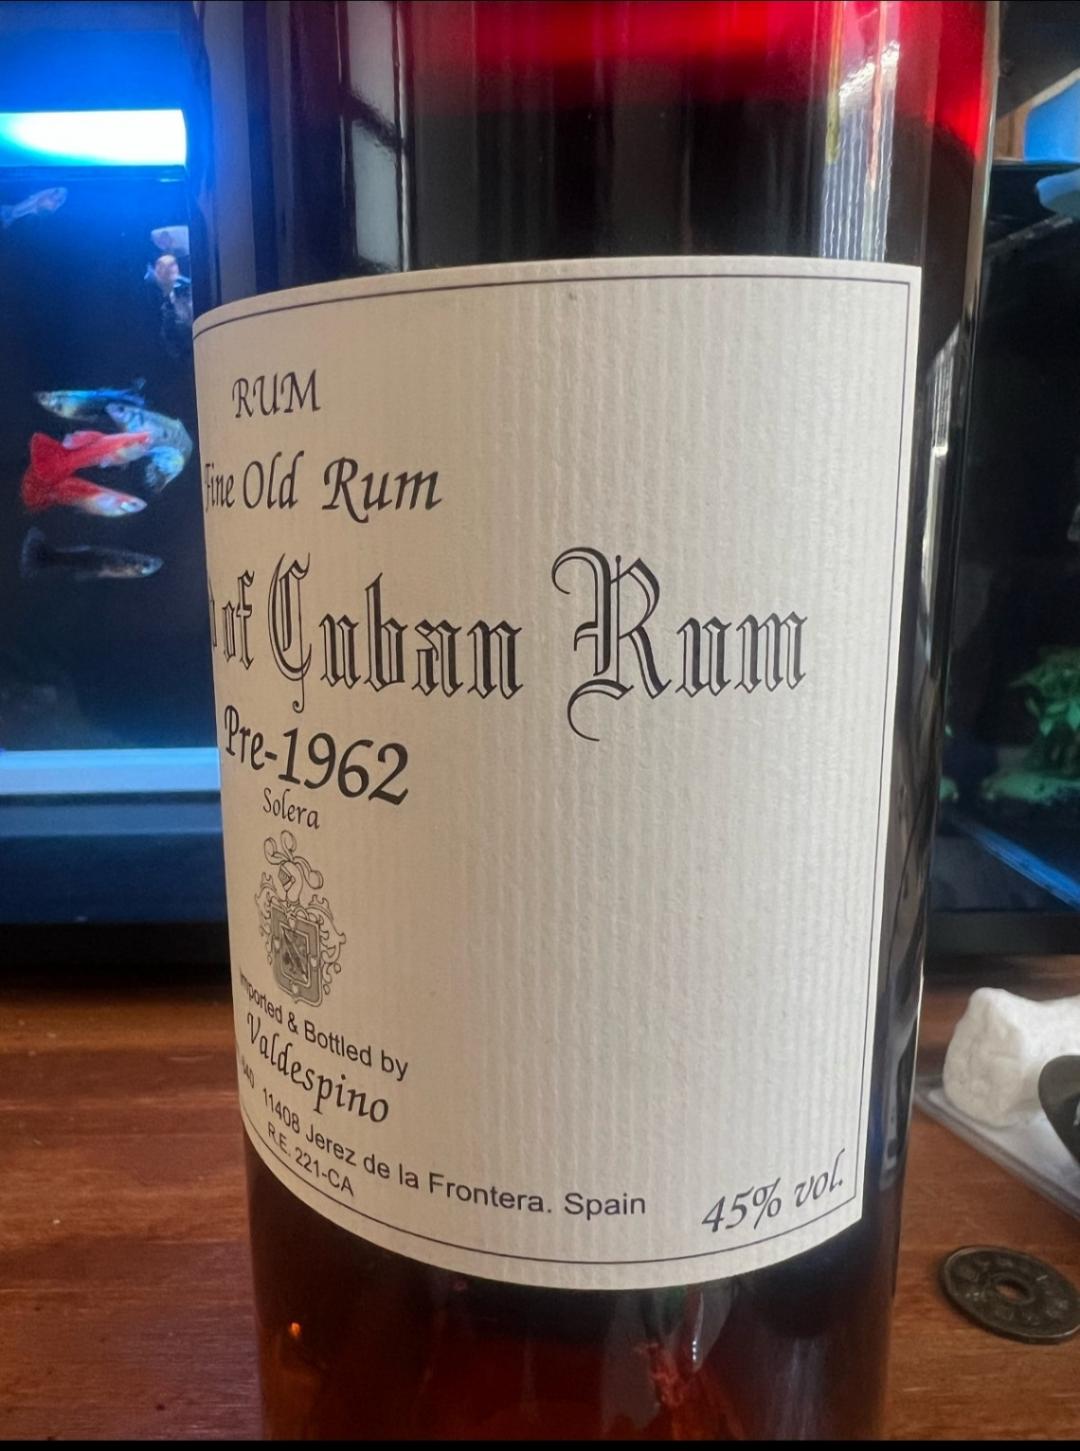 RUM
Fine Old Rum
of Cuban Rum
Pre-1962
Solera
Imported & Bottled by
Valdespino
11408 Jerez de la Frontera. Spain
R.E. 221-CA
45% vol.